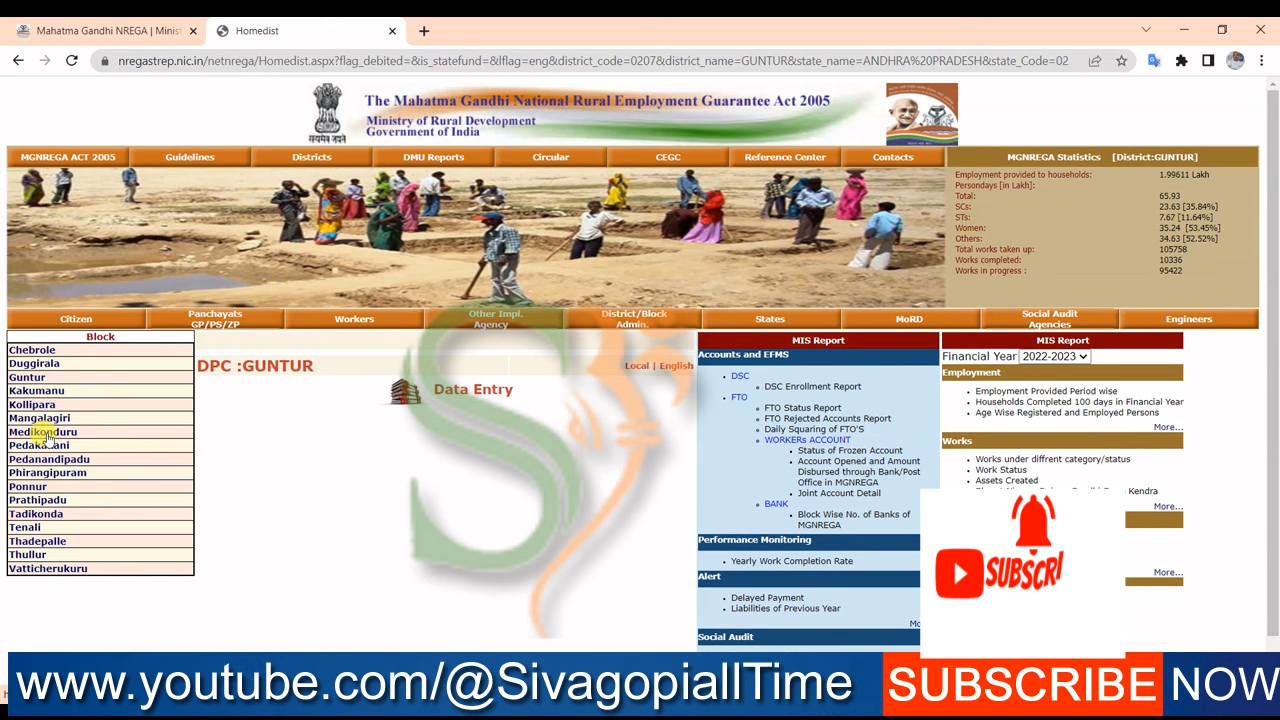 Mahatma Gandhi NREGA | Minist
Homedist
nregastrep.nic.in/netnrega/Homedist.aspx?flag_debited=&is_statefund=&lflag=eng&district_code=0207&district_name=GUNTUR&state_name=ANDHRA%20PRADESH&state_Code=02
The Mahatma Gandhi National Rural Employment Guarantee Act 2005
Ministry of Rural Development
Government of India
सत्यमेव जयते
MGNREGA ACT 2005
Guidelines
Districts
DMU Reports
Circular
CEGC
Reference Center
Contacts
MGNREGA Statistics [District:GUNTUR]
Employment provided to households: 1.99611 Lakh
Persondays [in Lakh]:
Total: 65.93
SCs: 23.63 [35.84%]
STs: 7.67 [11.64%]
Women: 35.24 [53.45%]
Others: 34.63 [52.52%]
Total works taken up: 105758
Works completed: 10336
Works in progress : 95422
Citizen
Panchayats
GP/PS/ZP
Workers
Other Impl.
Agency
District/Block
Admin.
States
MoRD
Social Audit
Agencies
Engineers
Block
Chebrole
Duggirala
Guntur
Kakumanu
Kollipara
Mangalagiri
Medikonduru
Pedakakani
Pedanandipadu
Phirangipuram
Ponnur
Prathipadu
Tadikonda
Tenali
Thadepalle
Thullur
Vatticherukuru
DPC :GUNTUR
Local | English
Data Entry
MIS Report
Accounts and EFMS
DSC
DSC Enrollment Report
FTO
FTO Status Report
FTO Rejected Accounts Report
Daily Squaring of FTO'S
WORKERs ACCOUNT
Status of Frozen Account
Account Opened and Amount
Disbursed through Bank/Post
Office in MGNREGA
Joint Account Detail
BANK
Block Wise No. of Banks of
MGNREGA
Performance Monitoring
Yearly Work Completion Rate
Alert
Delayed Payment
Liabilities of Previous Year
Mo
Social Audit
MIS Report
Financial Year 2022-2023
Employment
Employment Provided Period wise
Households Completed 100 days in Financial Year
Age Wise Registered and Employed Persons
More...
Works
Works under diffrent category/status
Work Status
Assets Created
Kendra
More...
More...
SUBSCRI
www.youtube.com/@SivagopiallTime
SUBSCRIBE NOW